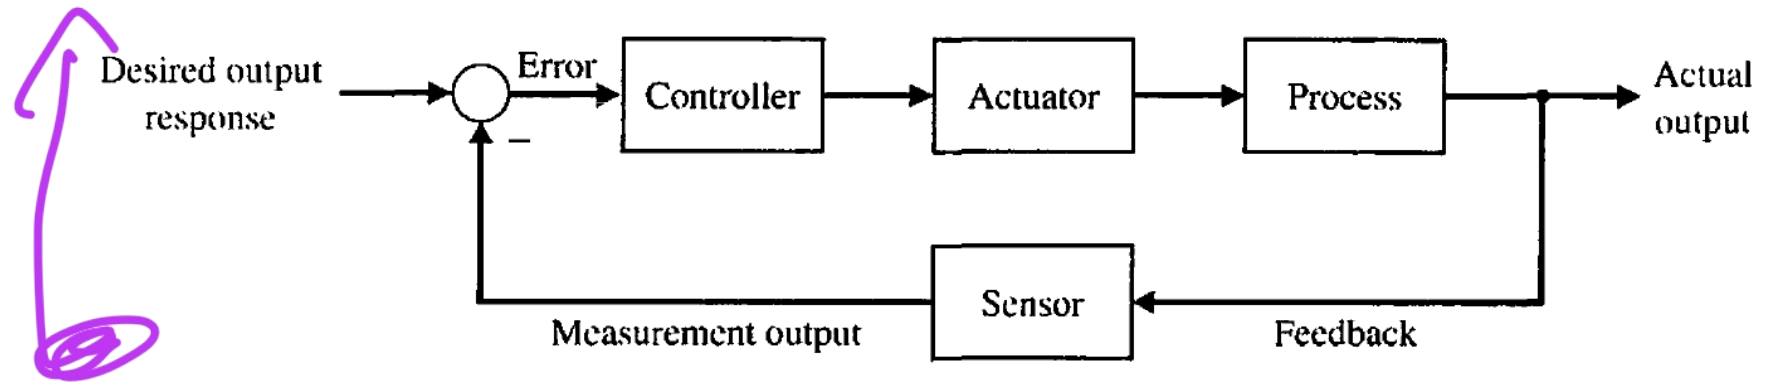 Desired output
response
Error
Controller
Actuator
Process
Actual
output
−
Sensor
Measurement output
Feedback